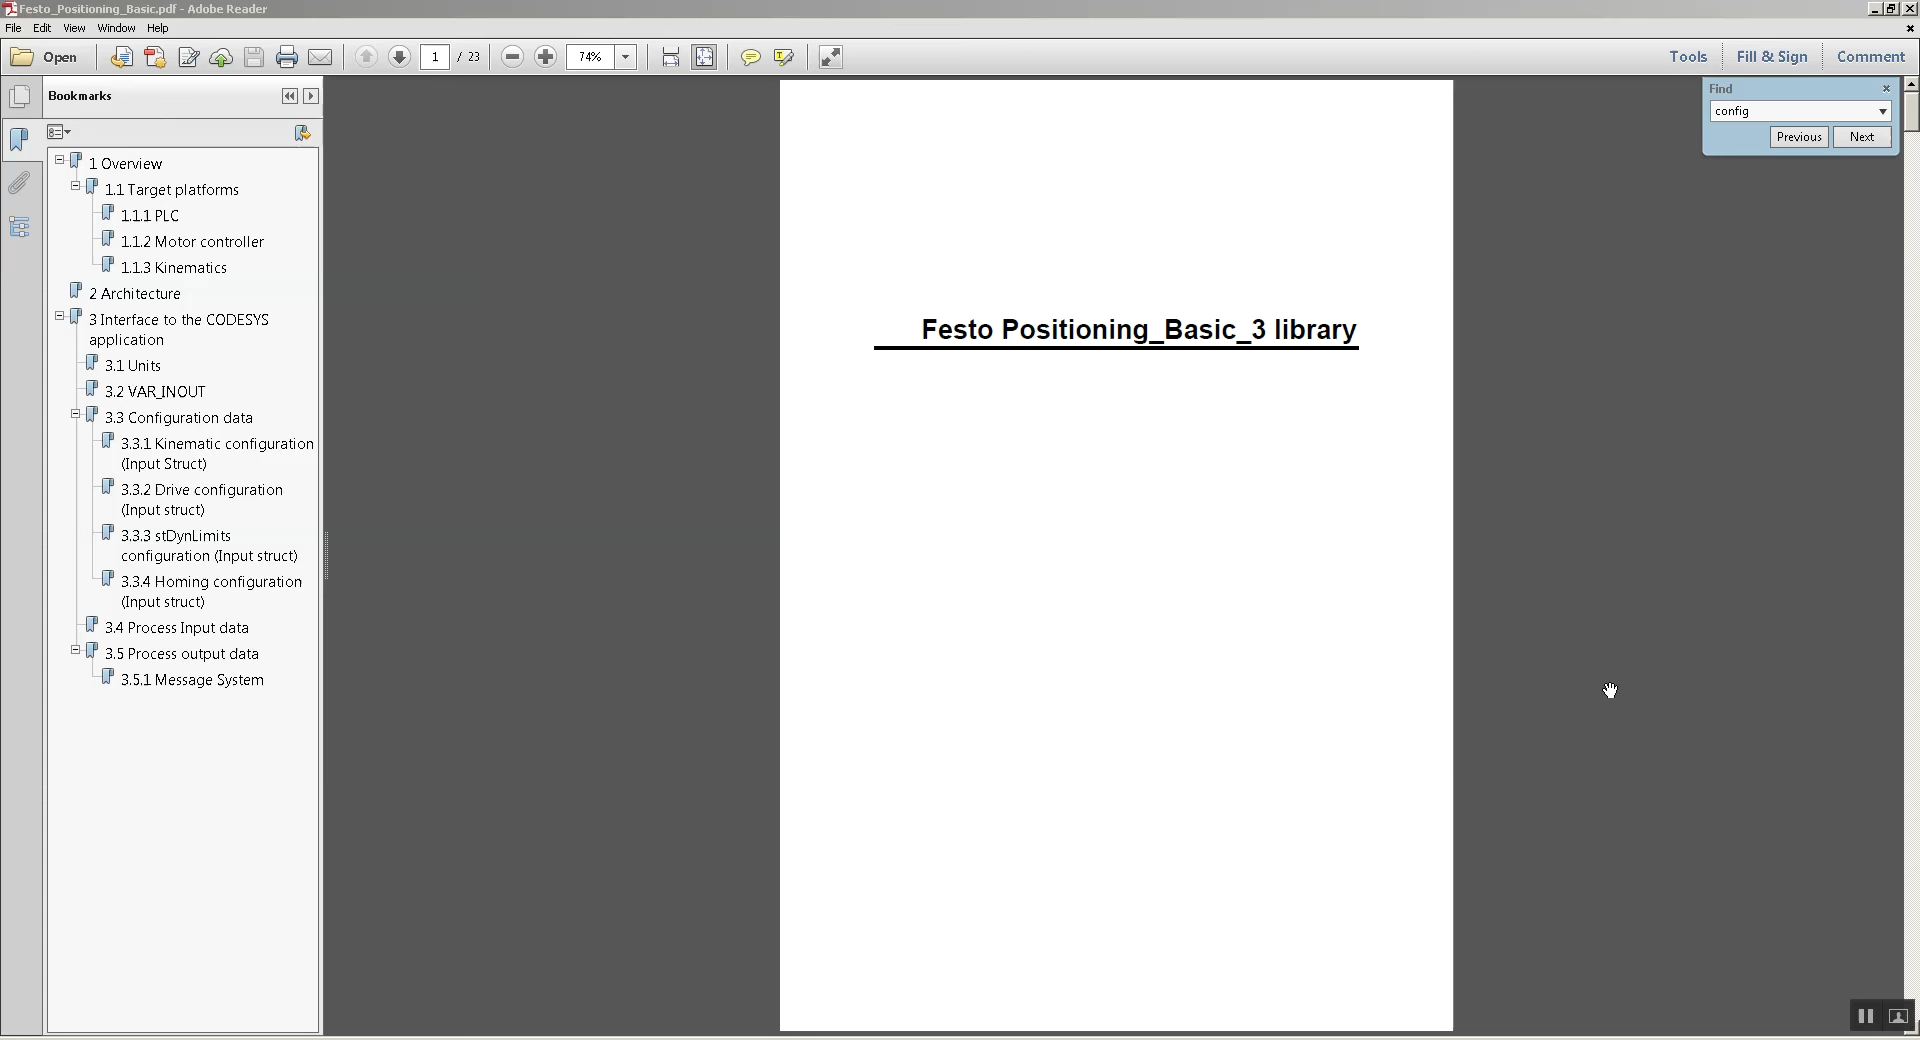 Festo_Positioning_Basic.pdf - Adobe Reader
File Edit View Window Help
Open 1 / 23 74% Tools Fill & Sign Comment
Bookmarks
Find
config
Previous Next
1 Overview
1.1 Target platforms
1.1.1 PLC
1.1.2 Motor controller
1.1.3 Kinematics
2 Architecture
3 Interface to the CODESYS
application
3.1 Units
3.2 VAR_INOUT
3.3 Configuration data
3.3.1 Kinematic configuration
(Input Struct)
3.3.2 Drive configuration
(Input struct)
3.3.3 stDynLimits
configuration (Input struct)
3.3.4 Homing configuration
(Input struct)
3.4 Process Input data
3.5 Process output data
3.5.1 Message System
Festo Positioning_Basic_3 library